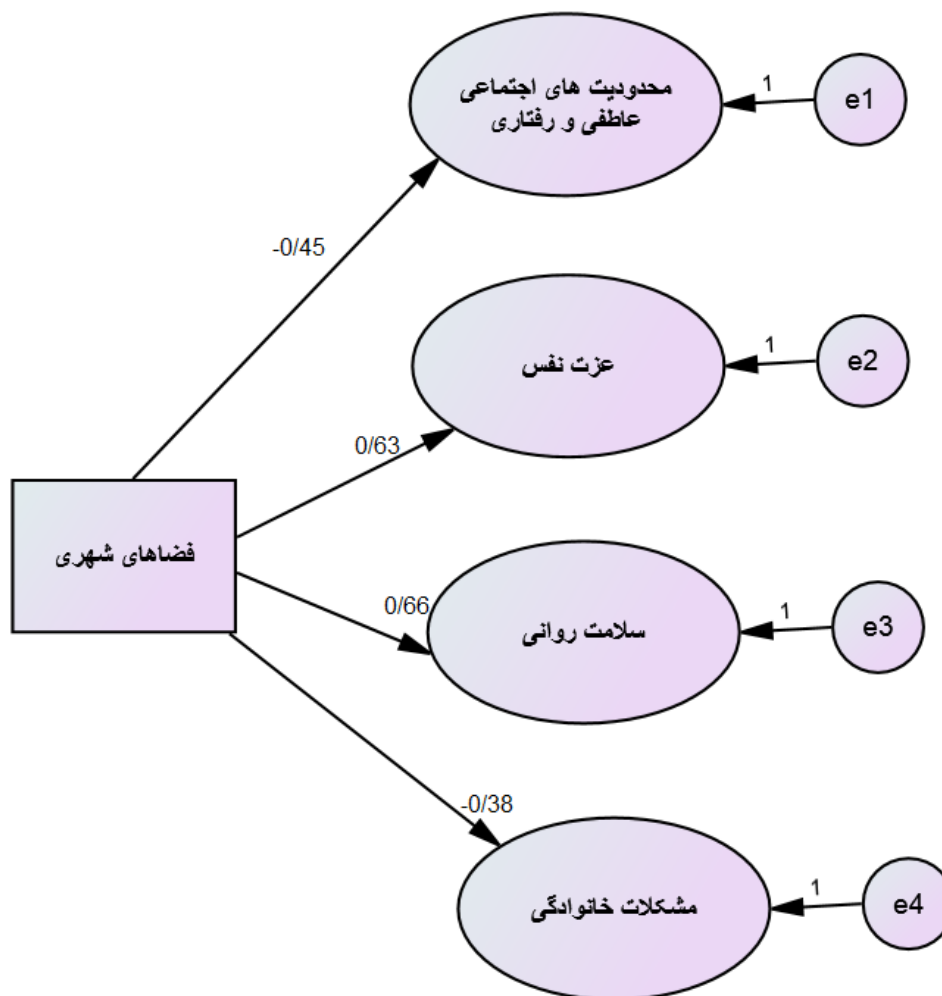 محدودیت های اجتماعی
عاطفی و رفتاری
1
e1
-0/45
عزت نفس
1
e2
0/63
فضاهای شهری
0/66
سلامت روانی
1
e3
-0/38
مشکلات خانوادگی
1
e4